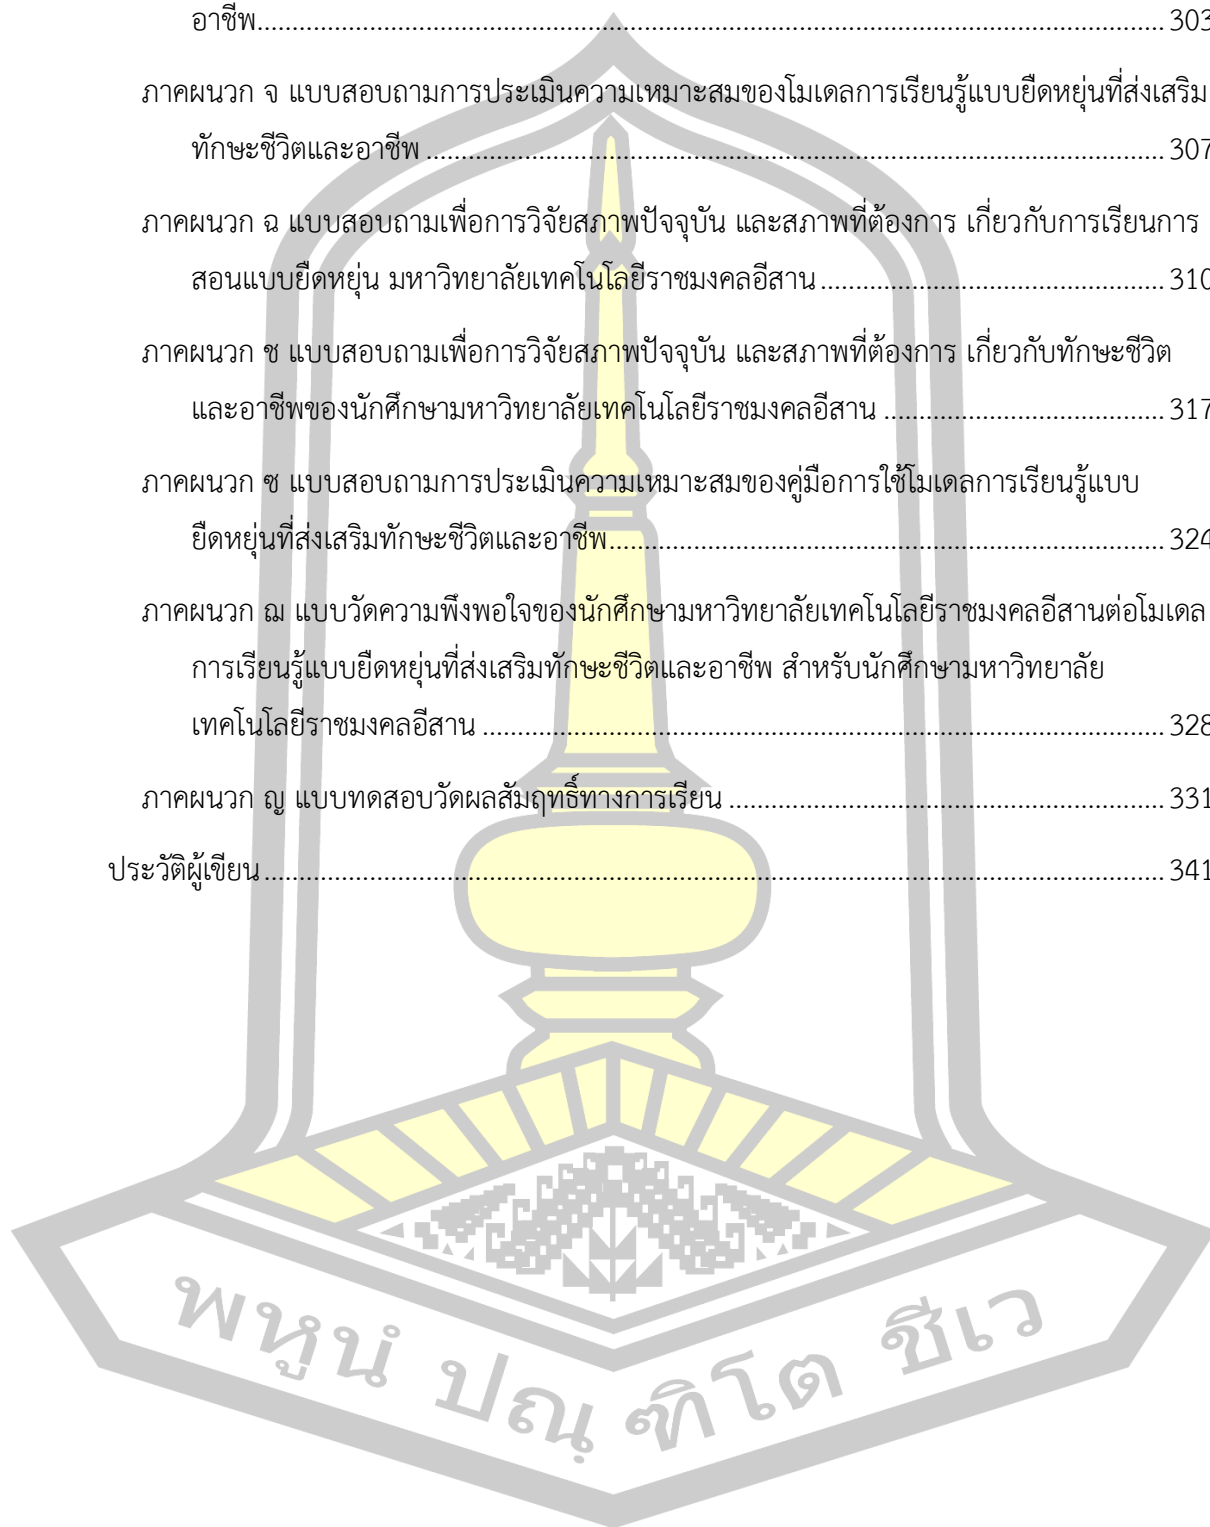 อาชีพ........................................................................................................................ 303
ภาคผนวก จ แบบสอบถามการประเมินความเหมาะสมของโมเดลการเรียนรู้แบบยืดหยุ่นที่ส่งเสริม
ทักษะชีวิตและอาชีพ .................................................................................................. 307
ภาคผนวก ฉ แบบสอบถามเพื่อการวิจัยสภาพปัจจุบัน และสภาพที่ต้องการ เกี่ยวกับการเรียนการ
สอนแบบยืดหยุ่น มหาวิทยาลัยเทคโนโลยีราชมงคลอีสาน .............................................. 310
ภาคผนวก ช แบบสอบถามเพื่อการวิจัยสภาพปัจจุบัน และสภาพที่ต้องการ เกี่ยวกับทักษะชีวิต
และอาชีพของนักศึกษามหาวิทยาลัยเทคโนโลยีราชมงคลอีสาน ..................................... 317
ภาคผนวก ซ แบบสอบถามการประเมินความเหมาะสมของคู่มือการใช้โมเดลการเรียนรู้แบบ
ยืดหยุ่นที่ส่งเสริมทักษะชีวิตและอาชีพ.......................................................................... 324
ภาคผนวก ฌ แบบวัดความพึงพอใจของนักศึกษามหาวิทยาลัยเทคโนโลยีราชมงคลอีสานต่อโมเดล
การเรียนรู้แบบยืดหยุ่นที่ส่งเสริมทักษะชีวิตและอาชีพ สำหรับนักศึกษามหาวิทยาลัย
เทคโนโลยีราชมงคลอีสาน ........................................................................................... 328
ภาคผนวก ญ แบบทดสอบวัดผลสัมฤทธิ์ทางการเรียน .......................................................... 331
ประวัติผู้เขียน ....................................................................................................................... 341
พหูนํ ปณฺ ฑิโต ชีเว